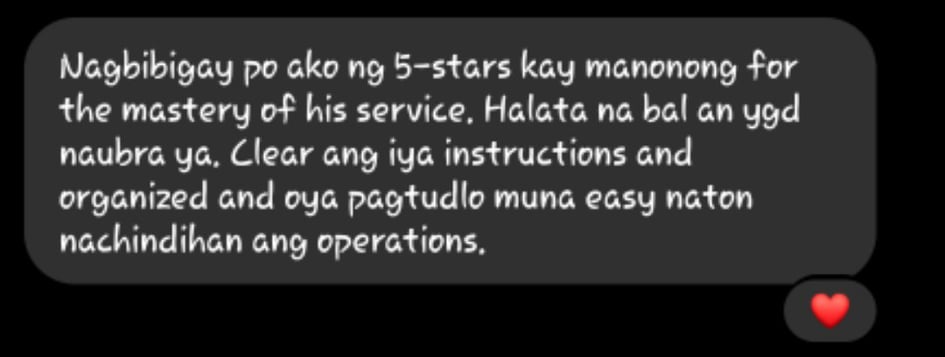 Nagbibigay po ako ng 5-stars kay manonong for
the mastery of his service. Halata na bal an ygd
naubra ya. Clear ang iya instructions and
organized and oya pagtudlo muna easy naton
nachindihan ang operations.